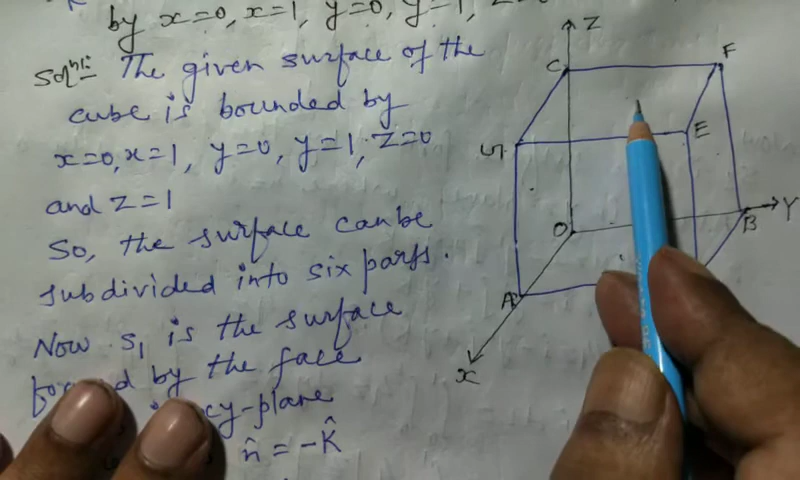 by x=0, x=1, y=0, y=1,
Solⁿ:- The given surface of the
cube is bounded by
x=0, x=1, y=0, y=1, Z=0
and Z=1
So, the surface can be
subdivided into six parts.
Now S₁ is the surface
by the face
xy-plane
n̂ = -K̂
Z
C
F
G
E
O
B
Y
A
X